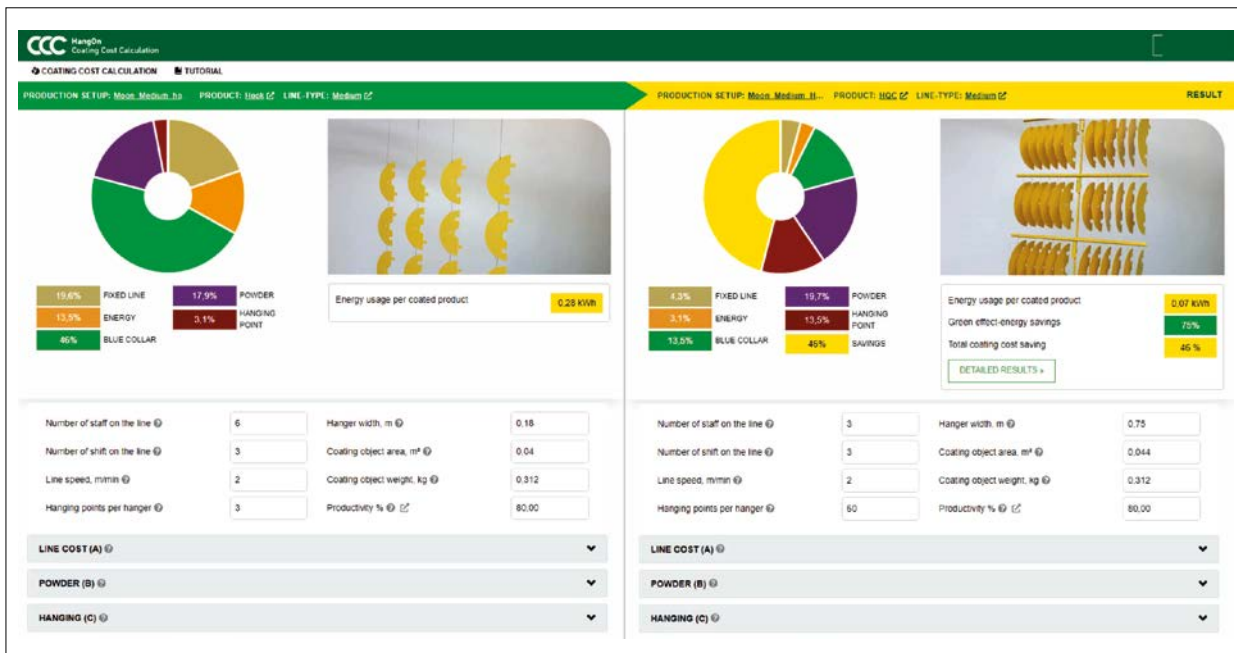 CCC HangOn
Coating Cost Calculation
COATING COST CALCULATION TUTORIAL
PRODUCTION SETUP: Moon_Medium_ho PRODUCT: Hook LINE-TYPE: Medium
19,6% FIXED LINE 17,9% POWDER
13,5% ENERGY 3,1% HANGING POINT
46% BLUE COLLAR
Energy usage per coated product 0,28 kWh
Number of staff on the line 6 Hanger width, m 0,18
Number of shift on the line 3 Coating object area, m² 0,04
Line speed, m/min 2 Coating object weight, kg 0,312
Hanging points per hanger 3 Productivity % 80,00
LINE COST (A)
POWDER (B)
HANGING (C)
PRODUCTION SETUP: Moon_Medium_H... PRODUCT: HQC LINE-TYPE: Medium RESULT
4,3% FIXED LINE 19,7% POWDER
3,1% ENERGY 13,5% HANGING POINT
13,5% BLUE COLLAR 46% SAVINGS
Energy usage per coated product 0,07 kWh
Green effect-energy savings 75%
Total coating cost saving 46 %
DETAILED RESULTS »
Number of staff on the line 3 Hanger width, m 0,75
Number of shift on the line 3 Coating object area, m² 0,044
Line speed, m/min 2 Coating object weight, kg 0,312
Hanging points per hanger 60 Productivity % 80,00
LINE COST (A)
POWDER (B)
HANGING (C)